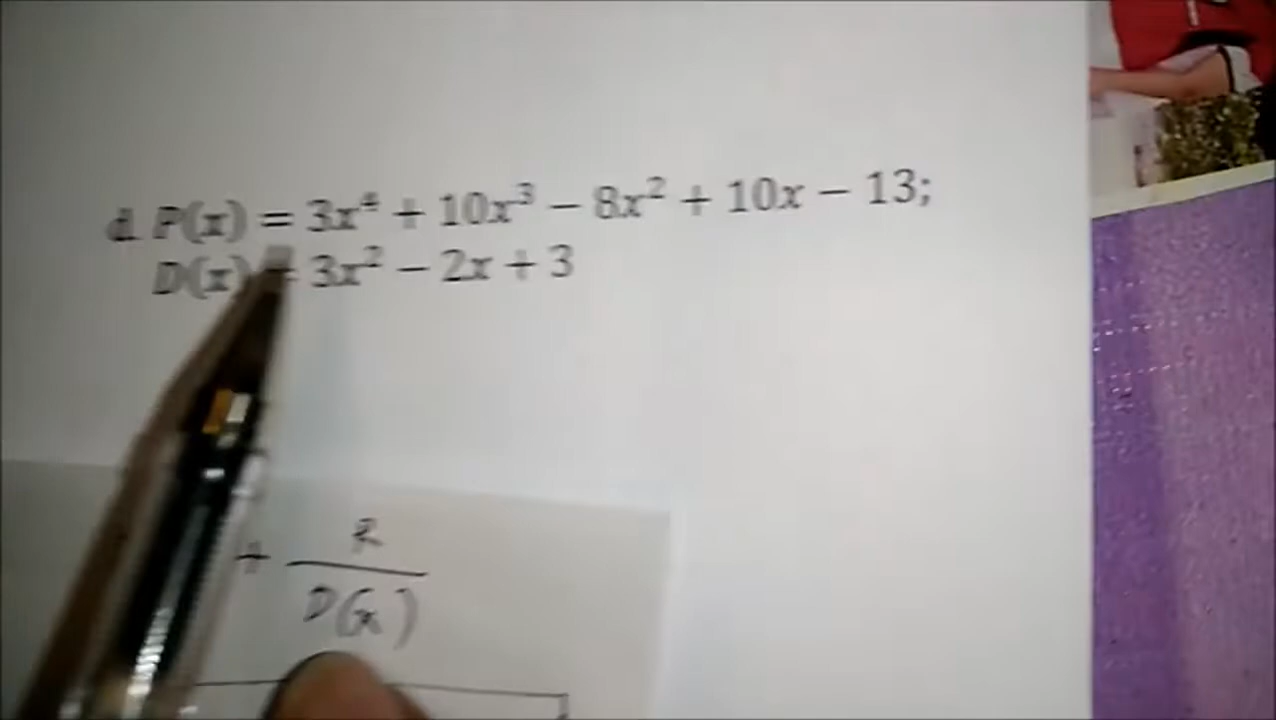 d. P(x) = 3x⁴ + 10x³ − 8x² + 10x − 13;
D(x) = 3x² − 2x + 3
+ R
D(x)